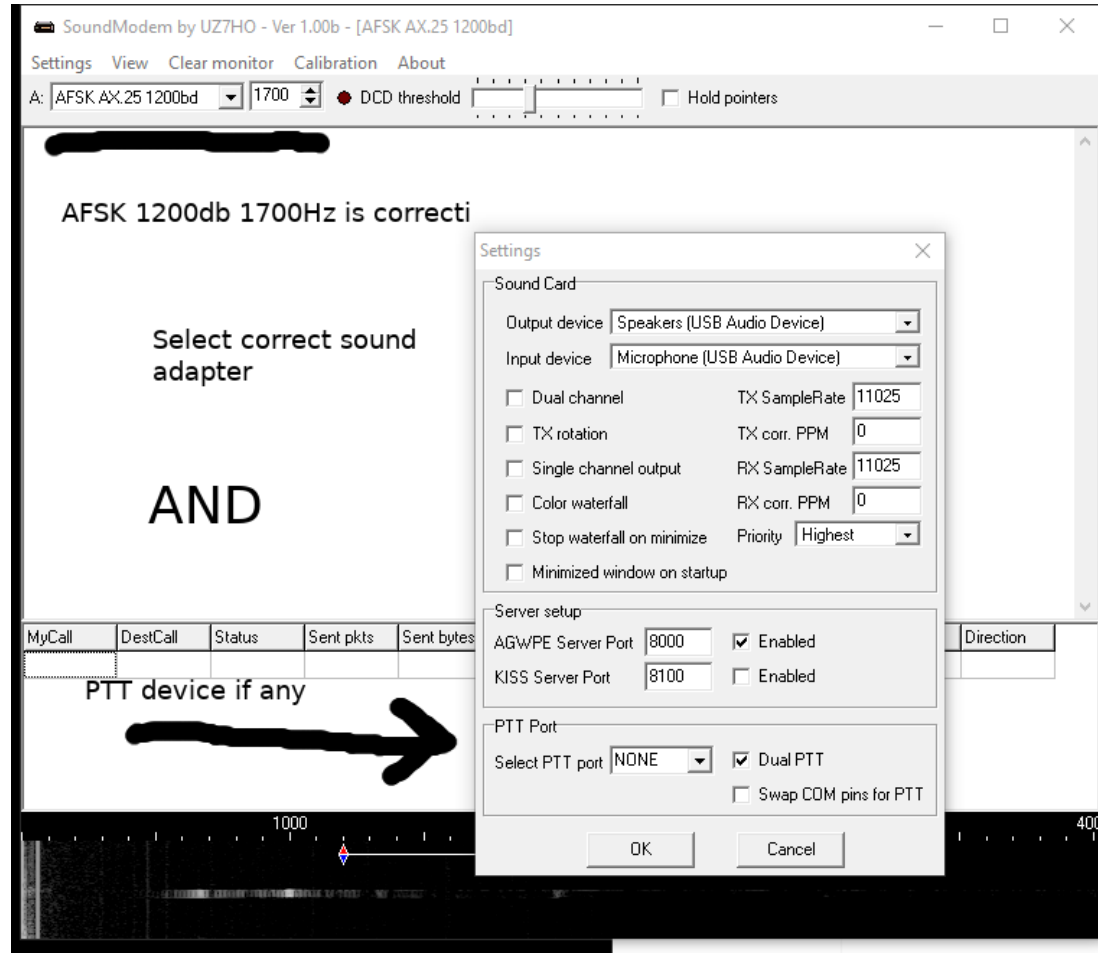 SoundModem by UZ7HO - Ver 1.00b - [AFSK AX.25 1200bd]
Settings View Clear monitor Calibration About
A: AFSK AX.25 1200bd 1700 DCD threshold Hold pointers
AFSK 1200db 1700Hz is correcti
Select correct sound
adapter
AND
Settings
Sound Card
Output device Speakers (USB Audio Device)
Input device Microphone (USB Audio Device)
Dual channel TX SampleRate 11025
TX rotation TX corr. PPM 0
Single channel output RX SampleRate 11025
Color waterfall RX corr. PPM 0
Stop waterfall on minimize Priority Highest
Minimized window on startup
Server setup
AGWPE Server Port 8000 Enabled
KISS Server Port 8100 Enabled
PTT Port
Select PTT port NONE Dual PTT
Swap COM pins for PTT
OK Cancel
MyCall DestCall Status Sent pkts Sent bytes Direction
PTT device if any
1000